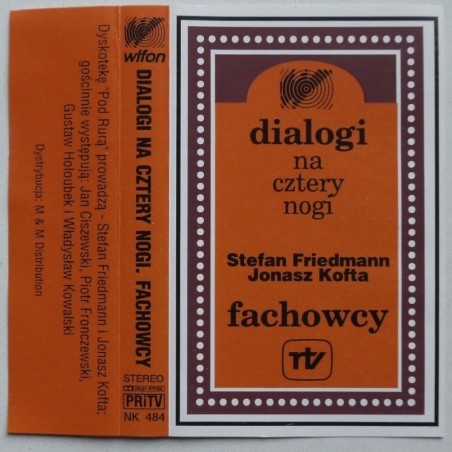 dialogi
na
cztery
nogi
Stefan Friedmann
Jonasz Kofta
fachowcy
RTV
wifon
DIALOGI NA CZTERY NOGI. FACHOWCY
STEREO
PRiTV
NK 484
Dyskotekę "Pod Rurą" prowadzą - Stefan Friedmann i Jonasz Kofta;
gościnnie występują: Jan Ciszewski, Piotr Fronczewski,
Gustaw Holoubek i Władysław Kowalski
Dystrybucja: M & M Distribution